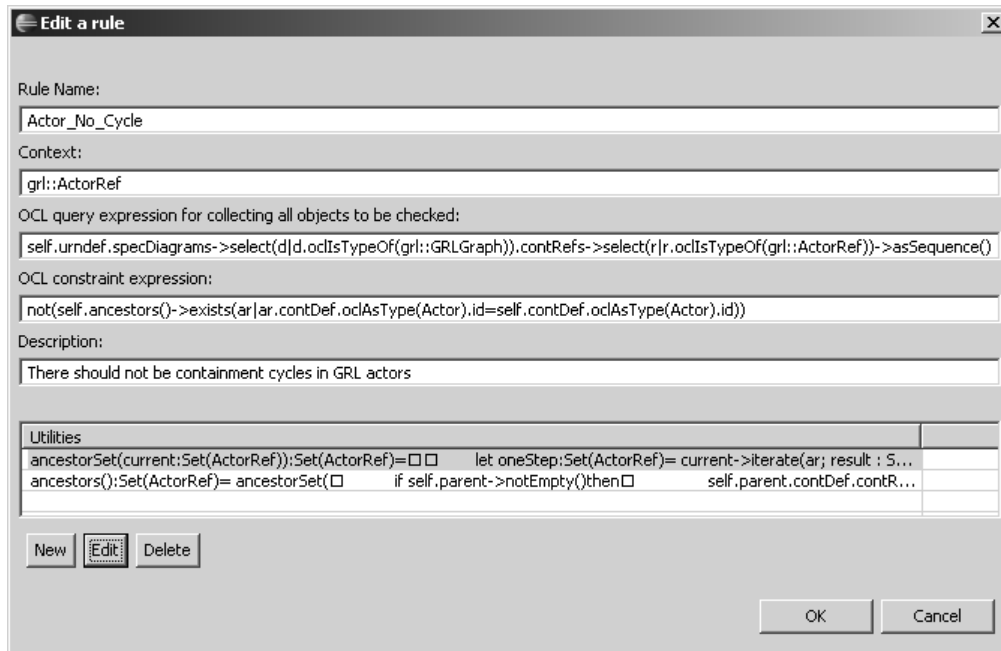 Edit a rule
Rule Name:
Actor_No_Cycle
Context:
grl::ActorRef
OCL query expression for collecting all objects to be checked:
self.urndef.specDiagrams->select(d|d.oclIsTypeOf(grl::GRLGraph)).contRefs->select(r|r.oclIsTypeOf(grl::ActorRef))->asSequence()
OCL constraint expression:
not(self.ancestors()->exists(ar|ar.contDef.oclAsType(Actor).id=self.contDef.oclAsType(Actor).id))
Description:
There should not be containment cycles in GRL actors
Utilities
ancestorSet(current:Set(ActorRef)):Set(ActorRef)=□□ let oneStep:Set(ActorRef)= current->iterate(ar; result : S...
ancestors():Set(ActorRef)= ancestorSet(□ if self.parent->notEmpty()then□ self.parent.contDef.contR...
New Edit Delete
OK Cancel